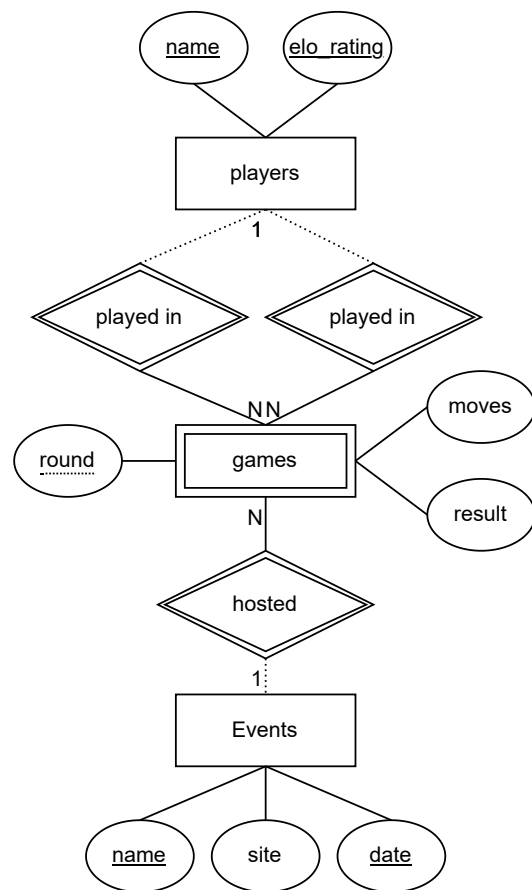 name
elo_rating
players
1
played in
played in
NN
moves
round
games
result
N
hosted
1
Events
name
site
date